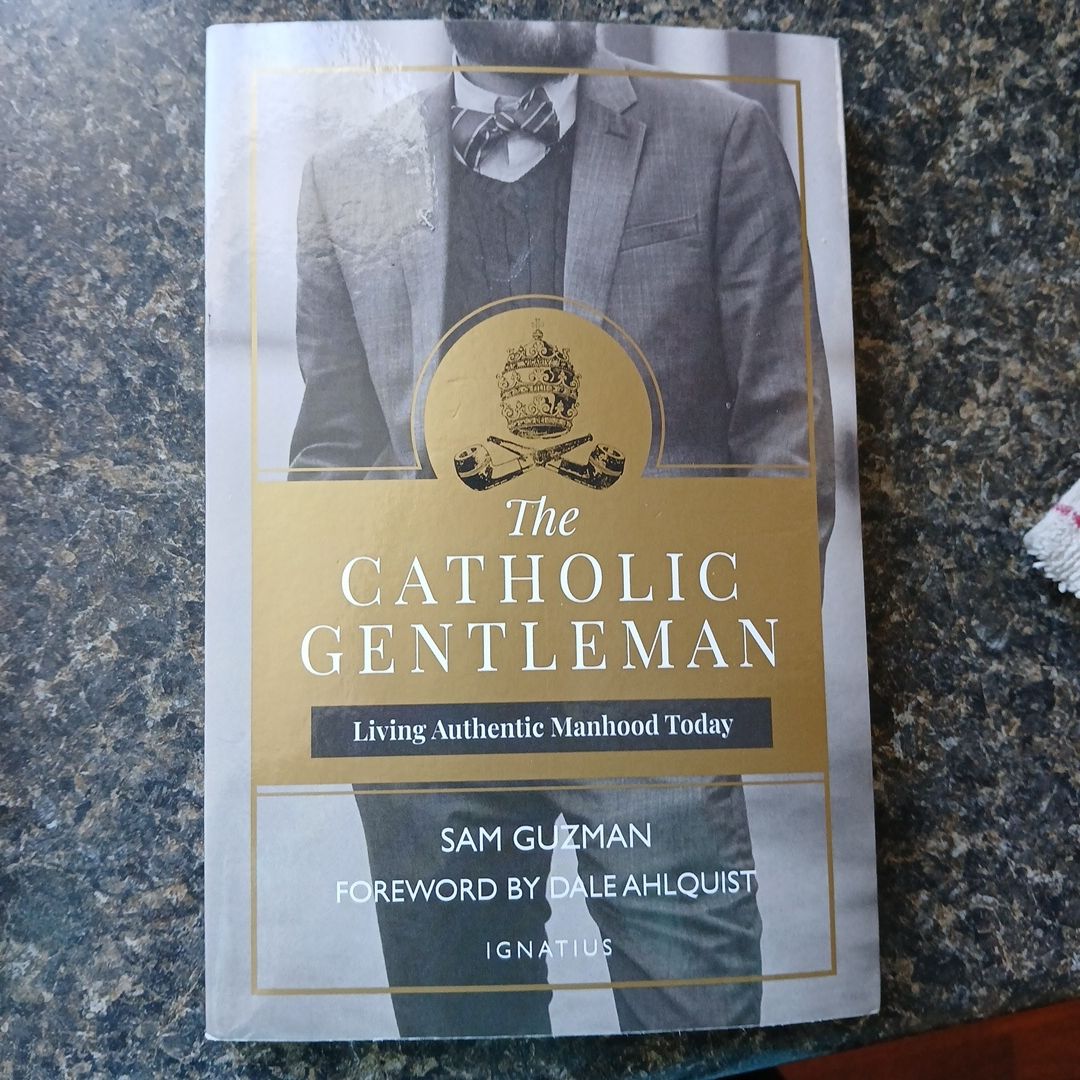 The
CATHOLIC
GENTLEMAN
Living Authentic Manhood Today
SAM GUZMAN
FOREWORD BY DALE AHLQUIST
IGNATIUS